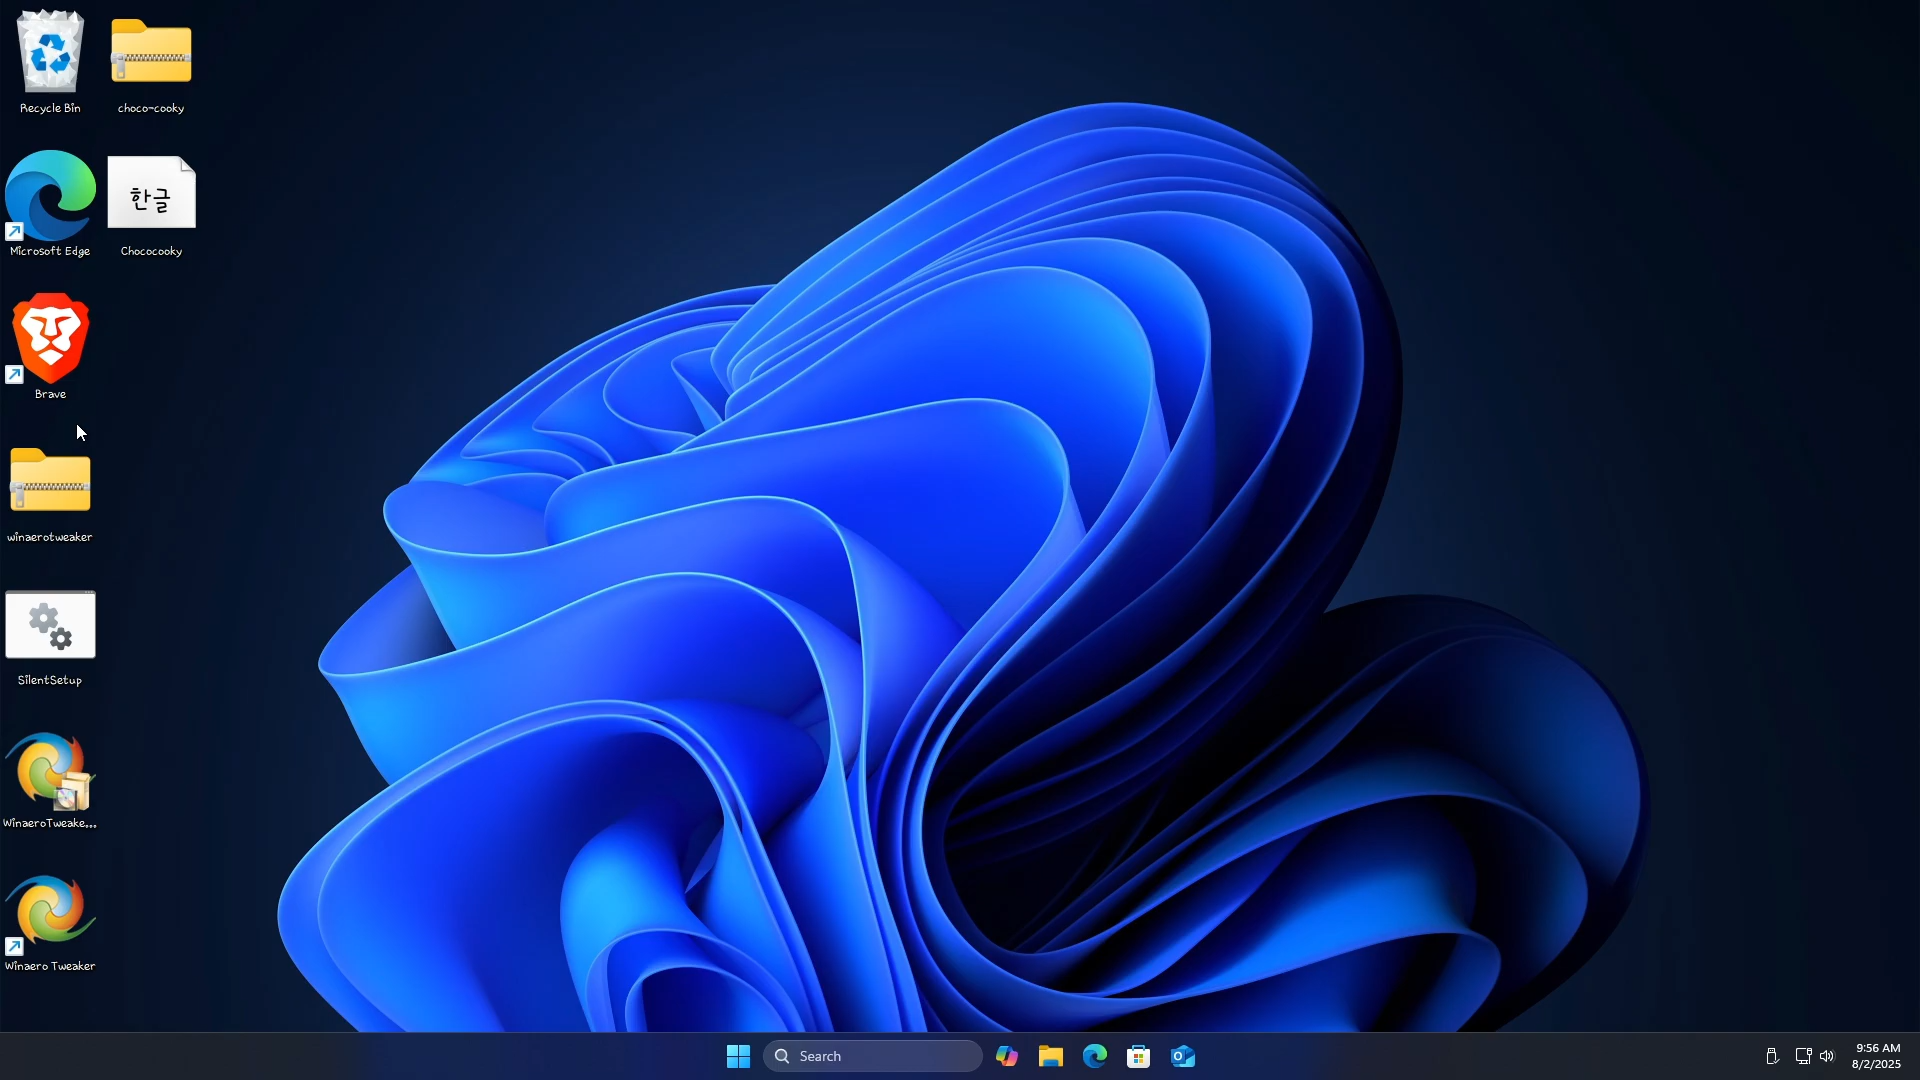 Recycle Bin
choco-cooky
Microsoft Edge
한글
Chococooky
Brave
winaerotweaker
SilentSetup
WinaeroTweake...
Winaero Tweaker
Search
9:56 AM
8/2/2025